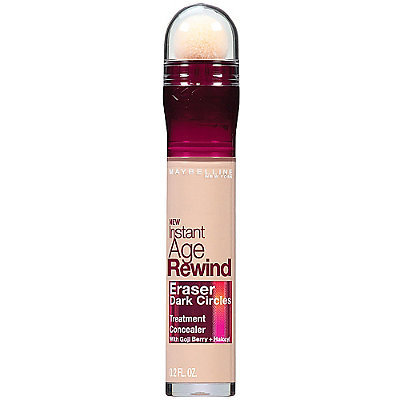 MAYBELLINE
NEW YORK
NEW
Instant
Age
Rewind
Eraser
Dark Circles
Treatment
Concealer
With Goji Berry + Haloxyl
0.2 FL. OZ.